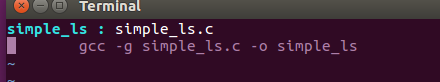 Terminal
simple_ls : simple_ls.c
        gcc -g simple_ls.c -o simple_ls
~
~